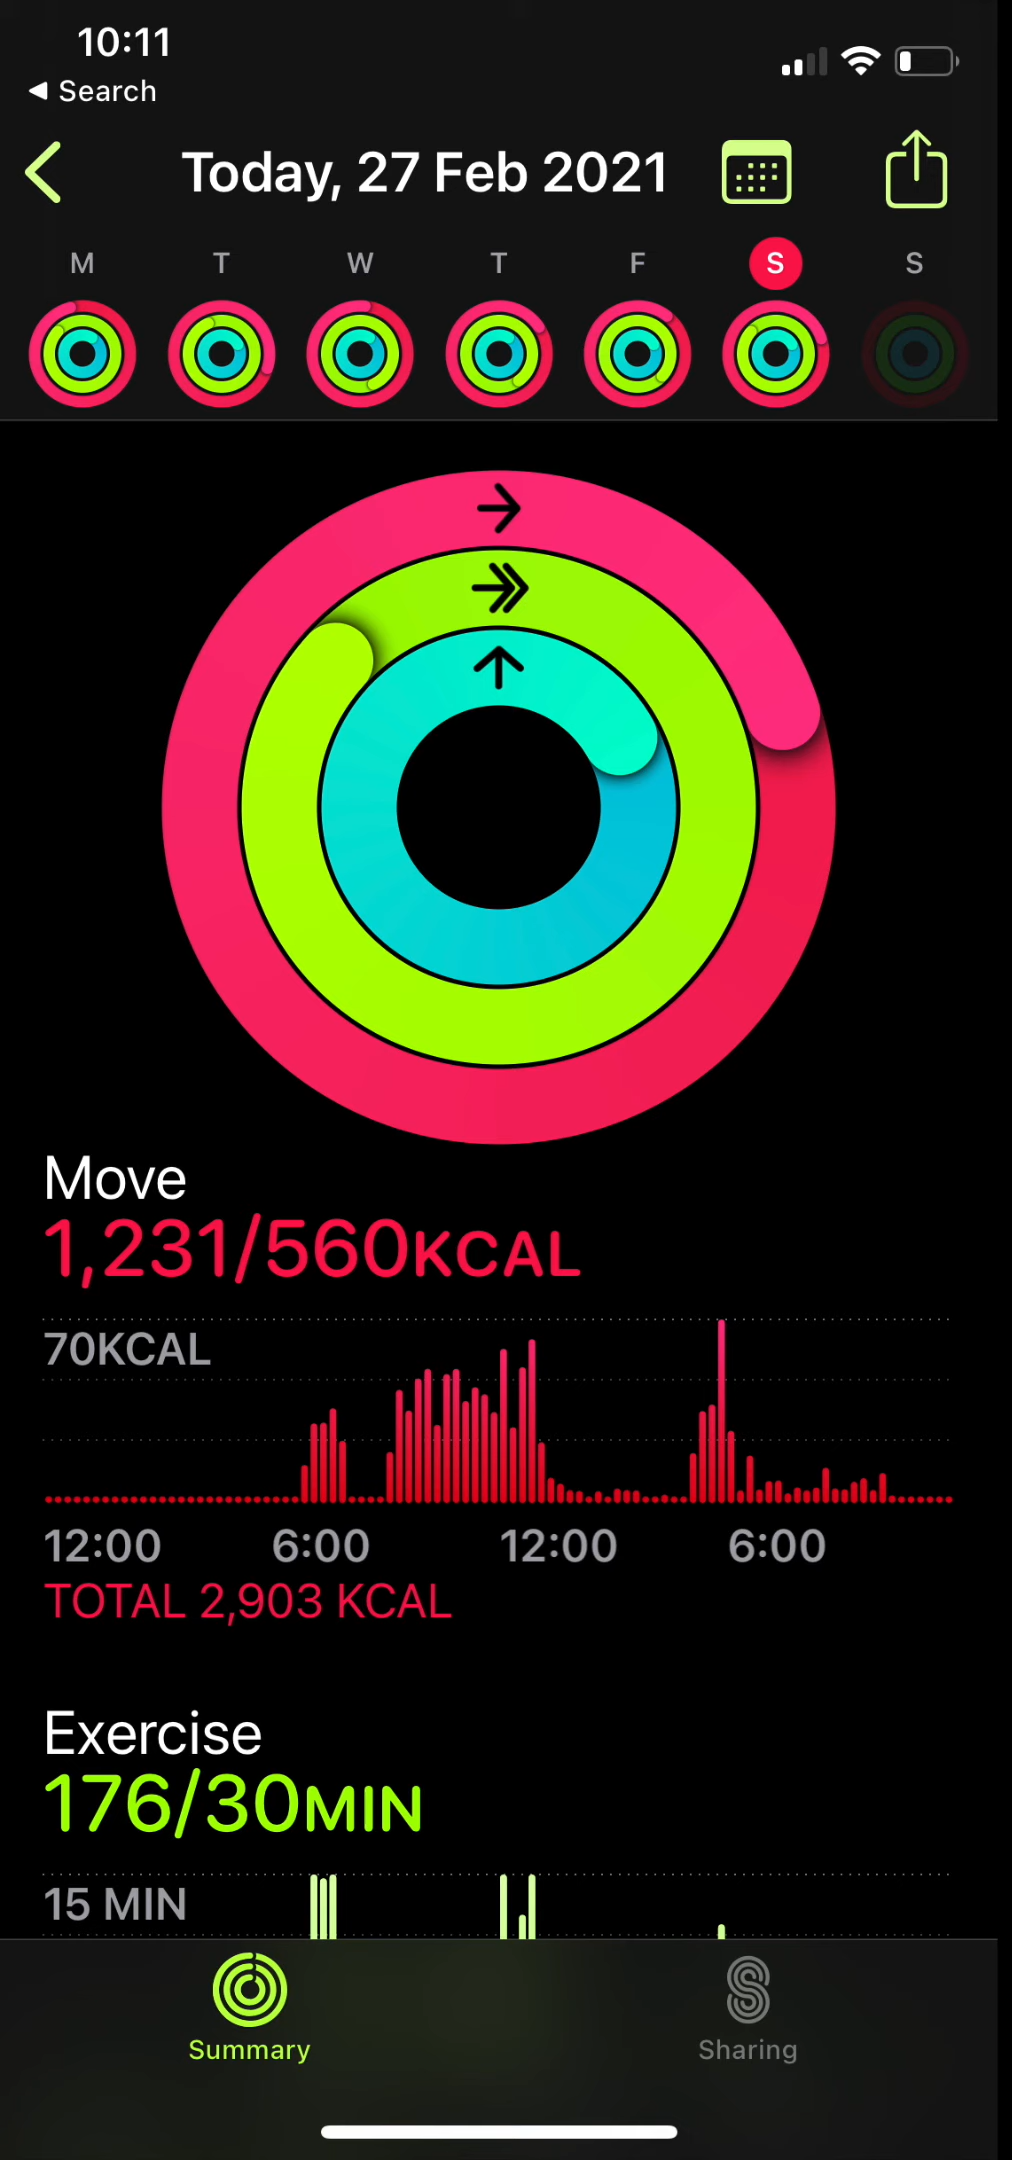 10:11
◀ Search
Today, 27 Feb 2021
M T W T F S S
Move
1,231/560KCAL
70KCAL
12:00 6:00 12:00 6:00
TOTAL 2,903 KCAL
Exercise
176/30MIN
15 MIN
Summary Sharing